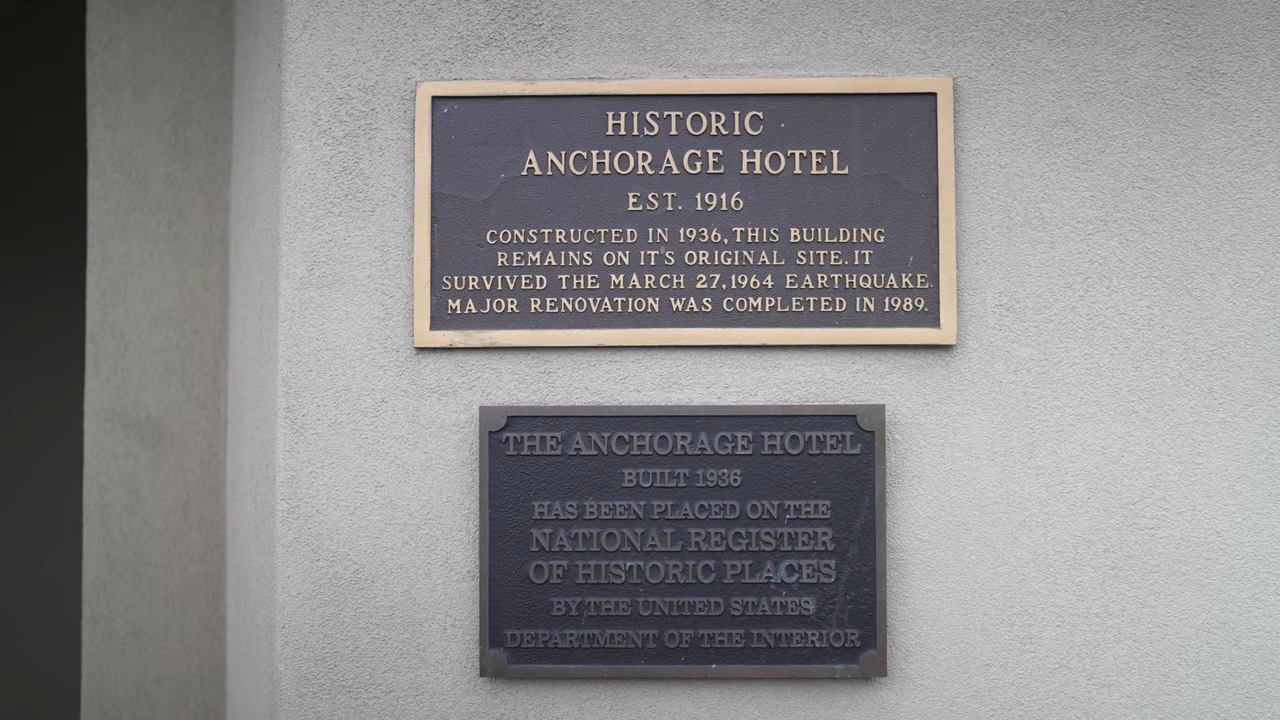 HISTORIC
ANCHORAGE HOTEL
EST. 1916
CONSTRUCTED IN 1936, THIS BUILDING
REMAINS ON IT'S ORIGINAL SITE. IT
SURVIVED THE MARCH 27, 1964 EARTHQUAKE.
MAJOR RENOVATION WAS COMPLETED IN 1989.
THE ANCHORAGE HOTEL
BUILT 1936
HAS BEEN PLACED ON THE
NATIONAL REGISTER
OF HISTORIC PLACES
BY THE UNITED STATES
DEPARTMENT OF THE INTERIOR